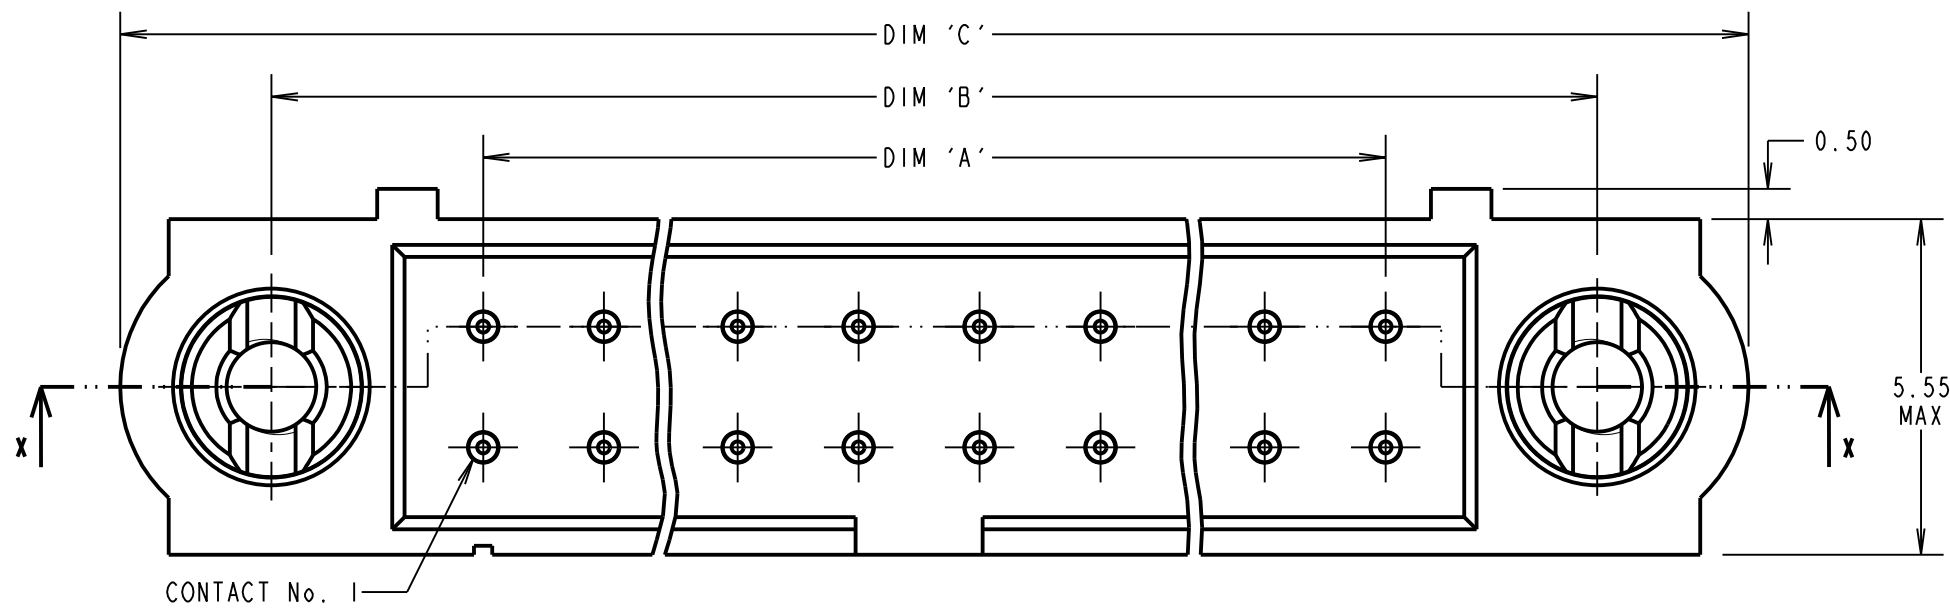 DIM 'C'
DIM 'B'
DIM 'A'
0.50
5.55
MAX
x
x
CONTACT No. 1